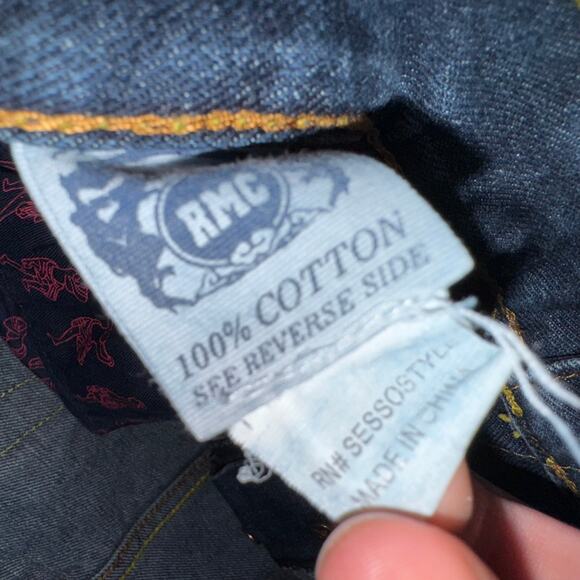 RMC
100% COTTON
SEE REVERSE SIDE
RN# SESSOSTYLE
MADE IN CHINA